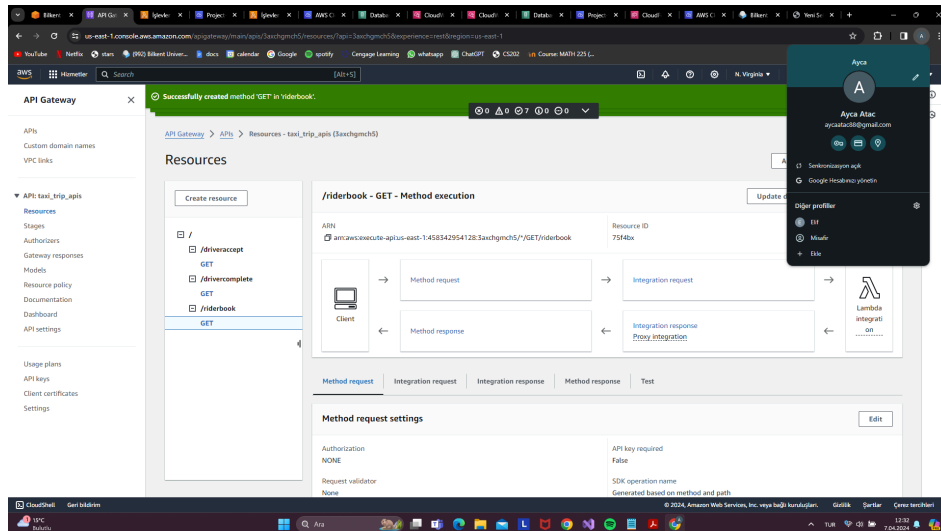 Bilkent
API Gat
İşlevler
Project
İşlevler
AWS C
Databa
CloudW
CloudW
Databa
Project
CloudF
AWS C
Bilkent
Yeni Se
us-east-1.console.aws.amazon.com/apigateway/main/apis/3axchgmch5/resources/?api=3axchgmch5&experience=rest&region=us-east-1
YouTube
Netflix
stars
(992) Bilkent Univer...
docs
calendar
Google
spotify
Cengage Learning
whatsapp
ChatGPT
CS202
Course: MATH 225 (...
aws
Hizmetler
Search
[Alt+S]
N. Virginia
Ayca
A
Ayca Atac
aycaatac88@gmail.com
Senkronizasyon açık
Google Hesabınızı yönetin
Diğer profiller
Elif
Misafir
+ Ekle
API Gateway
APIs
Custom domain names
VPC links
API: taxi_trip_apis
Resources
Stages
Authorizers
Gateway responses
Models
Resource policy
Documentation
Dashboard
API settings
Usage plans
API keys
Client certificates
Settings
Successfully created method 'GET' in 'riderbook'.
0 0 7 0 0
API Gateway > APIs > Resources - taxi_trip_apis (3axchgmch5)
Resources
Create resource
/
/driveraccept
GET
/drivercomplete
GET
/riderbook
GET
/riderbook - GET - Method execution
ARN
arn:aws:execute-api:us-east-1:458342954128:3axchgmch5/*/GET/riderbook
Resource ID
75f4bx
Client
Method request
Integration request
Method response
Integration response
Proxy integration
Lambda
integrati
on
Method request
Integration request
Integration response
Method response
Test
Method request settings
Edit
Authorization
NONE
API key required
False
Request validator
None
SDK operation name
Generated based on method and path
CloudShell
Geri bildirim
© 2024, Amazon Web Services, Inc. veya bağlı kuruluşları.
Gizlilik
Şartlar
Çerez tercihleri
15°C
Bulutlu
Ara
TUR
12:32
7.04.2024